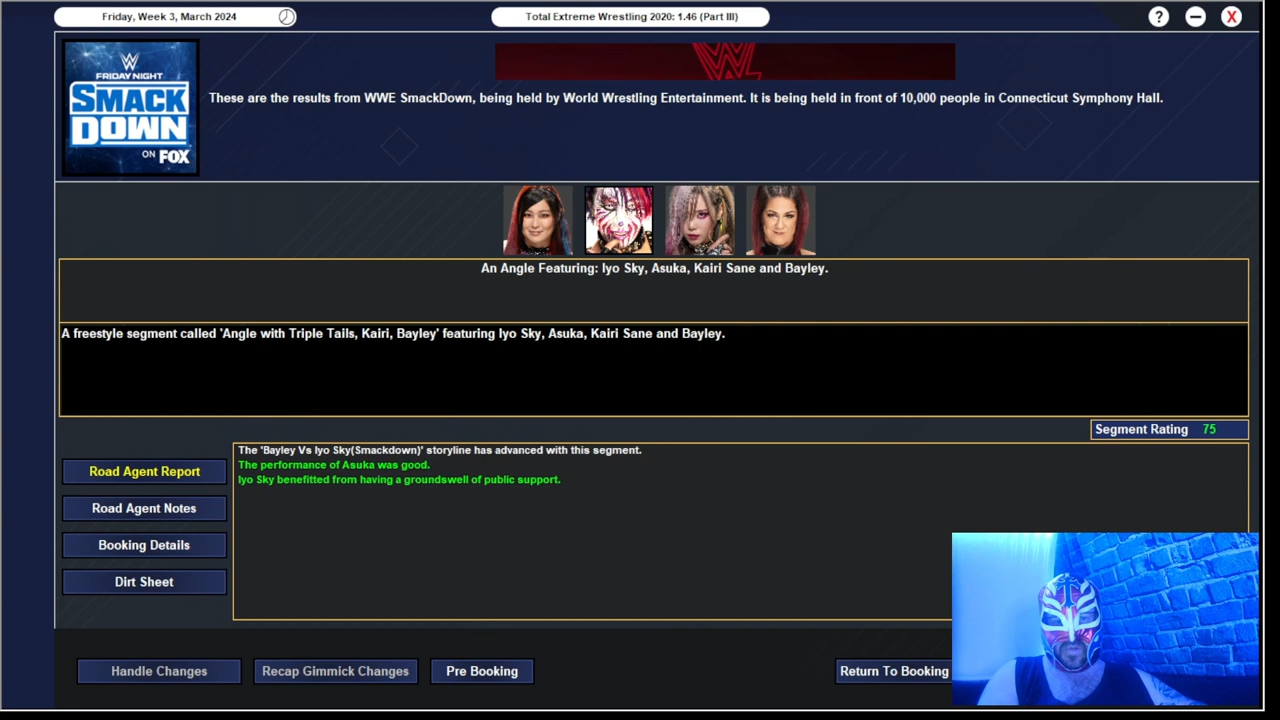 Friday, Week 3, March 2024
Total Extreme Wrestling 2020: 1.46 (Part III)
?
X
W
FRIDAY NIGHT
SMACK
DOWN
ON FOX
These are the results from WWE SmackDown, being held by World Wrestling Entertainment. It is being held in front of 10,000 people in Connecticut Symphony Hall.
An Angle Featuring: Iyo Sky, Asuka, Kairi Sane and Bayley.
A freestyle segment called 'Angle with Triple Tails, Kairi, Bayley' featuring Iyo Sky, Asuka, Kairi Sane and Bayley.
Segment Rating 75
Road Agent Report
Road Agent Notes
Booking Details
Dirt Sheet
The 'Bayley Vs Iyo Sky(Smackdown)' storyline has advanced with this segment.
The performance of Asuka was good.
Iyo Sky benefitted from having a groundswell of public support.
Handle Changes
Recap Gimmick Changes
Pre Booking
Return To Booking